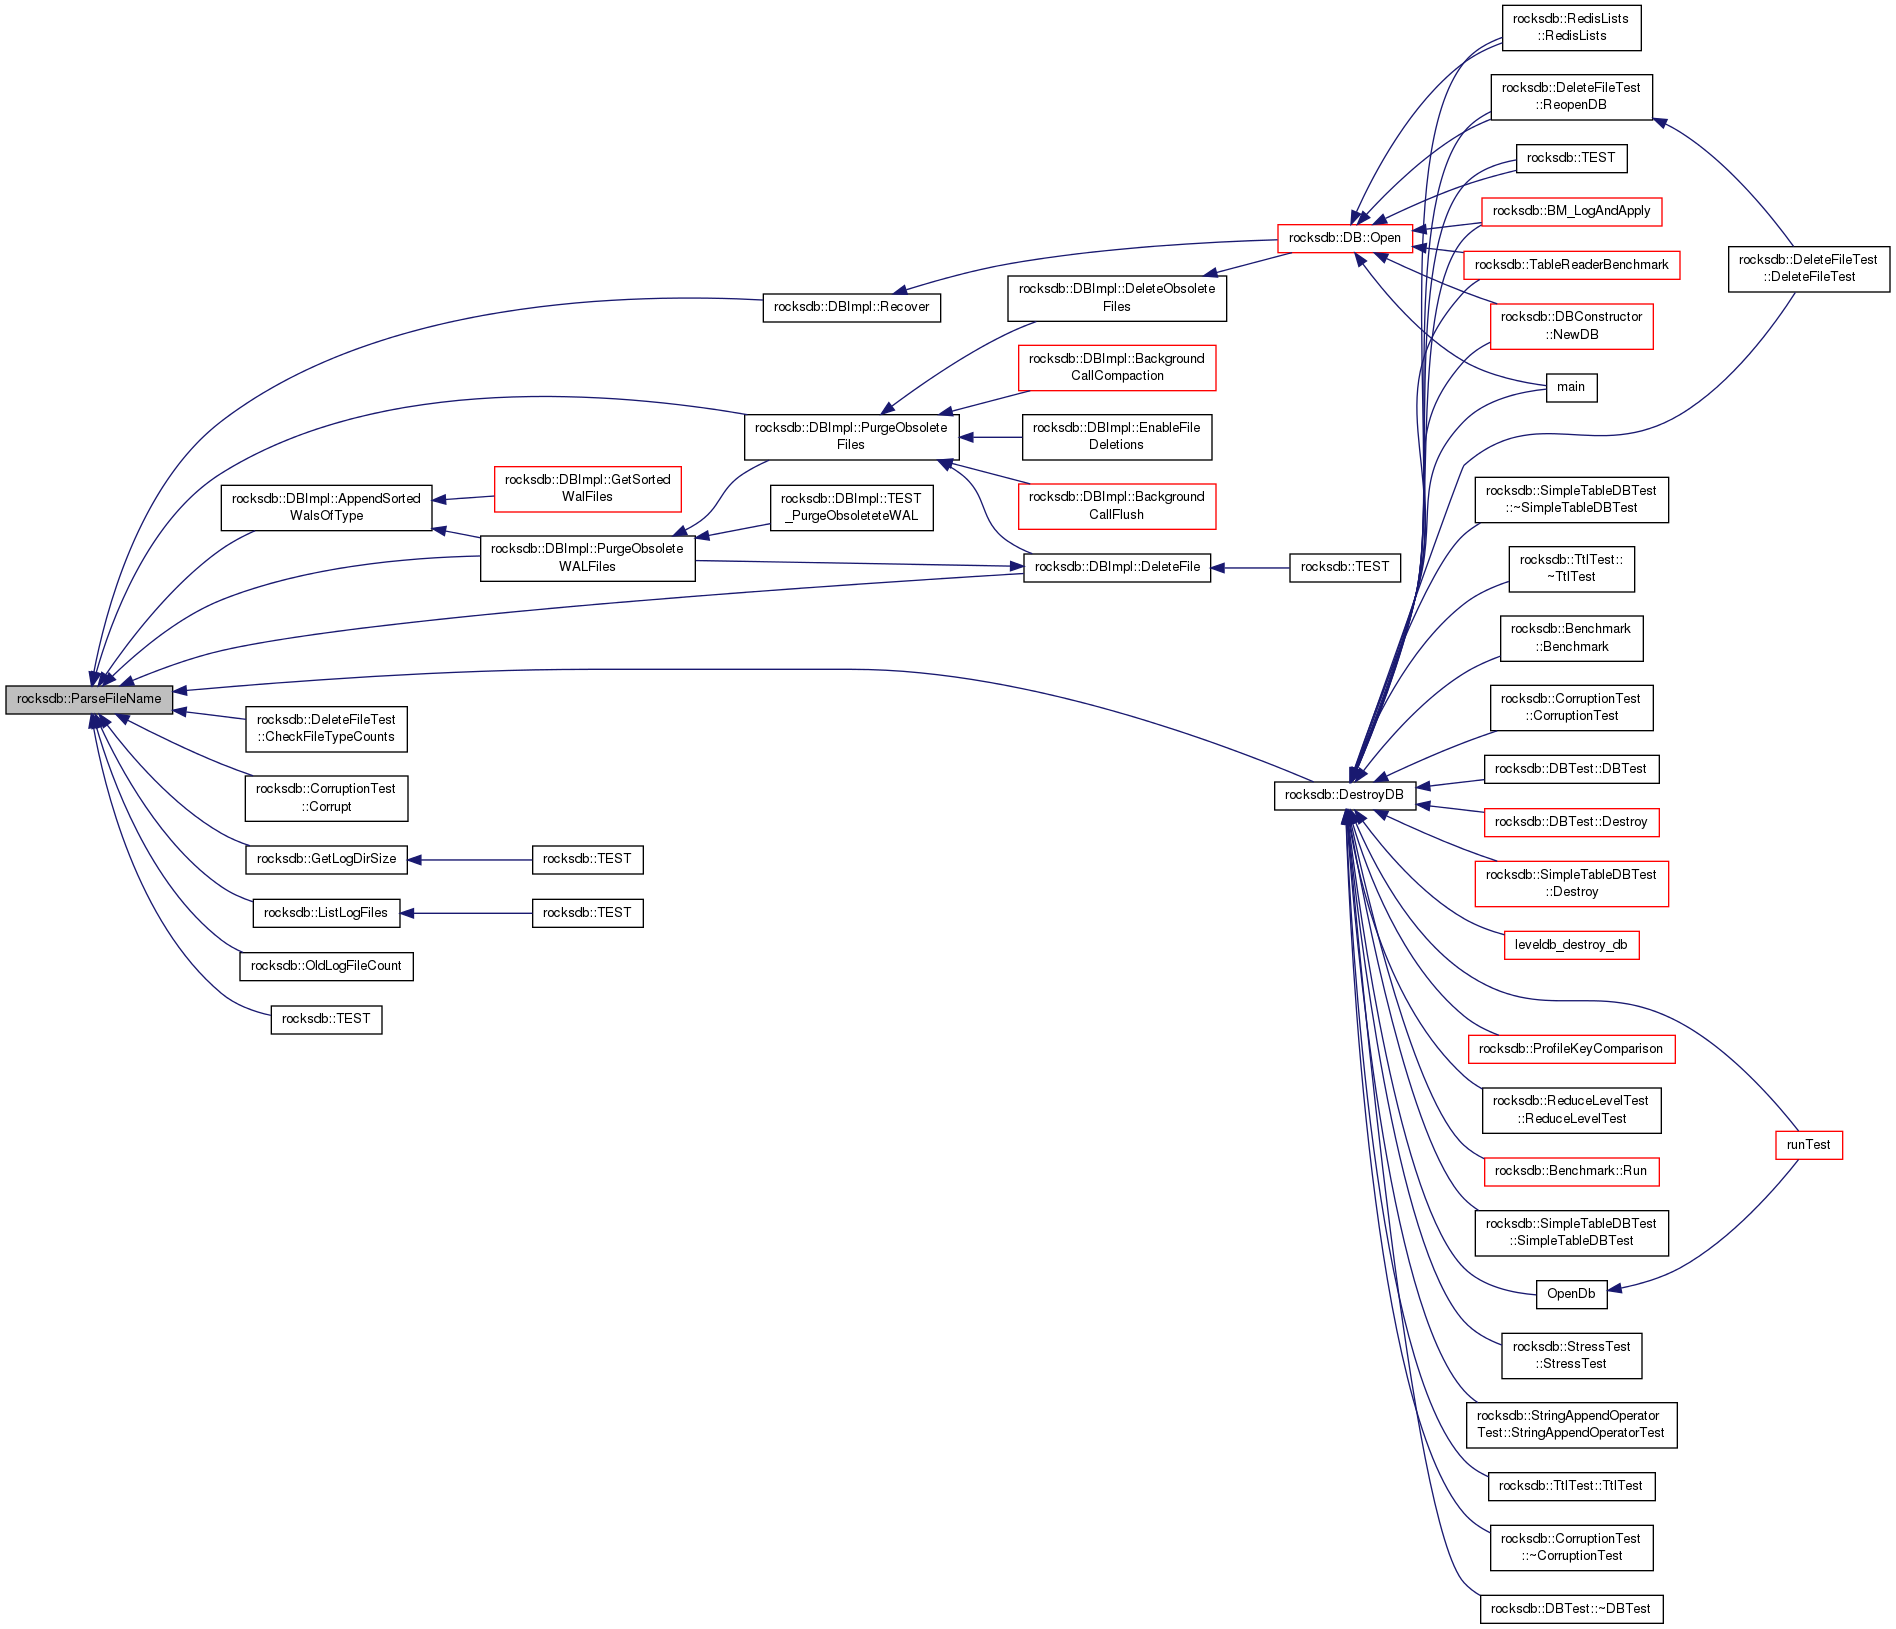 rocksdb::ParseFileName
rocksdb::DBImpl::AppendSorted
WalsOfType
rocksdb::DeleteFileTest
::CheckFileTypeCounts
rocksdb::CorruptionTest
::Corrupt
rocksdb::GetLogDirSize
rocksdb::ListLogFiles
rocksdb::OldLogFileCount
rocksdb::TEST
rocksdb::DBImpl::GetSorted
WalFiles
rocksdb::DBImpl::PurgeObsolete
WALFiles
rocksdb::TEST
rocksdb::TEST
rocksdb::DBImpl::Recover
rocksdb::DBImpl::PurgeObsolete
Files
rocksdb::DBImpl::TEST
_PurgeObsoleteteWAL
rocksdb::DBImpl::DeleteObsolete
Files
rocksdb::DBImpl::Background
CallCompaction
rocksdb::DBImpl::EnableFile
Deletions
rocksdb::DBImpl::Background
CallFlush
rocksdb::DBImpl::DeleteFile
rocksdb::DB::Open
rocksdb::TEST
rocksdb::DestroyDB
rocksdb::RedisLists
::RedisLists
rocksdb::DeleteFileTest
::ReopenDB
rocksdb::TEST
rocksdb::BM_LogAndApply
rocksdb::TableReaderBenchmark
rocksdb::DBConstructor
::NewDB
main
rocksdb::SimpleTableDBTest
::~SimpleTableDBTest
rocksdb::TtlTest::
~TtlTest
rocksdb::Benchmark
::Benchmark
rocksdb::CorruptionTest
::CorruptionTest
rocksdb::DBTest::DBTest
rocksdb::DBTest::Destroy
rocksdb::SimpleTableDBTest
::Destroy
leveldb_destroy_db
rocksdb::ProfileKeyComparison
rocksdb::ReduceLevelTest
::ReduceLevelTest
rocksdb::Benchmark::Run
rocksdb::SimpleTableDBTest
::SimpleTableDBTest
OpenDb
rocksdb::StressTest
::StressTest
rocksdb::StringAppendOperator
Test::StringAppendOperatorTest
rocksdb::TtlTest::TtlTest
rocksdb::CorruptionTest
::~CorruptionTest
rocksdb::DBTest::~DBTest
rocksdb::DeleteFileTest
::DeleteFileTest
runTest